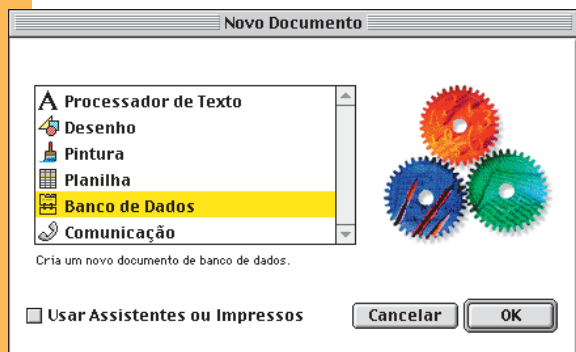 Novo Documento
Processador de Texto
Desenho
Pintura
Planilha
Banco de Dados
Comunicação
Cria um novo documento de banco de dados.
Usar Assistentes ou Impressos
Cancelar
OK